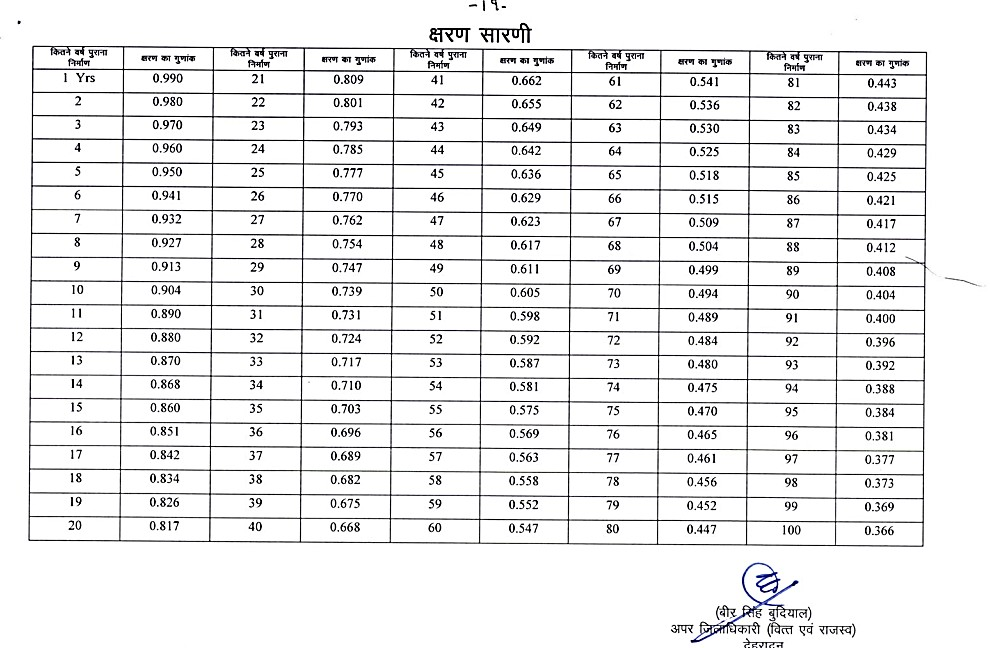 -१९-
क्षरण सारणी
कितने वर्ष पुराना निर्माण क्षरण का गुणांक कितने वर्ष पुराना निर्माण क्षरण का गुणांक कितने वर्ष पुराना निर्माण क्षरण का गुणांक कितने वर्ष पुराना निर्माण क्षरण का गुणांक कितने वर्ष पुराना निर्माण क्षरण का गुणांक
1 Yrs 0.990 21 0.809 41 0.662 61 0.541 81 0.443
2 0.980 22 0.801 42 0.655 62 0.536 82 0.438
3 0.970 23 0.793 43 0.649 63 0.530 83 0.434
4 0.960 24 0.785 44 0.642 64 0.525 84 0.429
5 0.950 25 0.777 45 0.636 65 0.518 85 0.425
6 0.941 26 0.770 46 0.629 66 0.515 86 0.421
7 0.932 27 0.762 47 0.623 67 0.509 87 0.417
8 0.927 28 0.754 48 0.617 68 0.504 88 0.412
9 0.913 29 0.747 49 0.611 69 0.499 89 0.408
10 0.904 30 0.739 50 0.605 70 0.494 90 0.404
11 0.890 31 0.731 51 0.598 71 0.489 91 0.400
12 0.880 32 0.724 52 0.592 72 0.484 92 0.396
13 0.870 33 0.717 53 0.587 73 0.480 93 0.392
14 0.868 34 0.710 54 0.581 74 0.475 94 0.388
15 0.860 35 0.703 55 0.575 75 0.470 95 0.384
16 0.851 36 0.696 56 0.569 76 0.465 96 0.381
17 0.842 37 0.689 57 0.563 77 0.461 97 0.377
18 0.834 38 0.682 58 0.558 78 0.456 98 0.373
19 0.826 39 0.675 59 0.552 79 0.452 99 0.369
20 0.817 40 0.668 60 0.547 80 0.447 100 0.366
(बीर सिंह बुदियाल)
अपर जिलाधिकारी (वित्त एवं राजस्व)
देहरादून